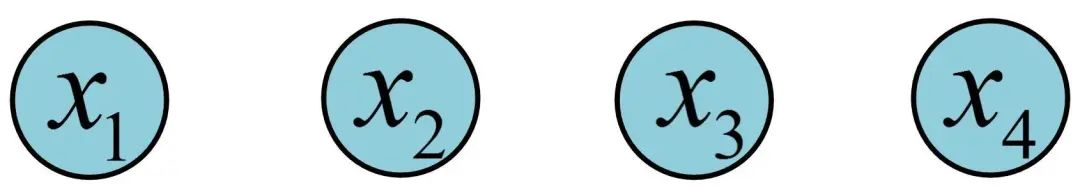 x₁ x₂ x₃ x₄